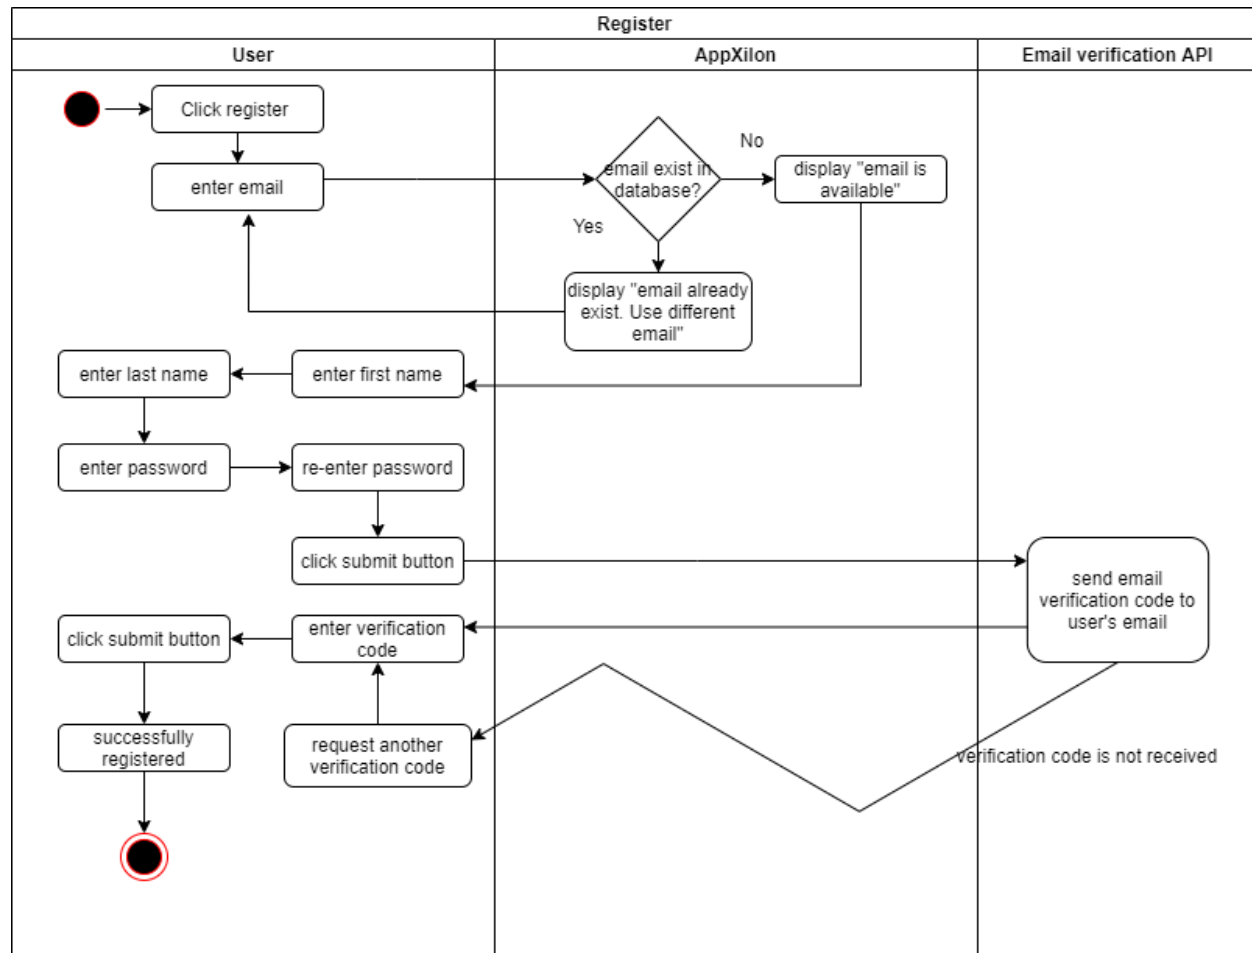 Register
User
AppXilon
Email verification API
Click register
enter email
email exist in
database?
No
display "email is
available"
Yes
display "email already
exist. Use different
email"
enter last name
enter first name
enter password
re-enter password
click submit button
send email
verification code to
user's email
click submit button
enter verification
code
successfully
registered
request another
verification code
verification code is not received